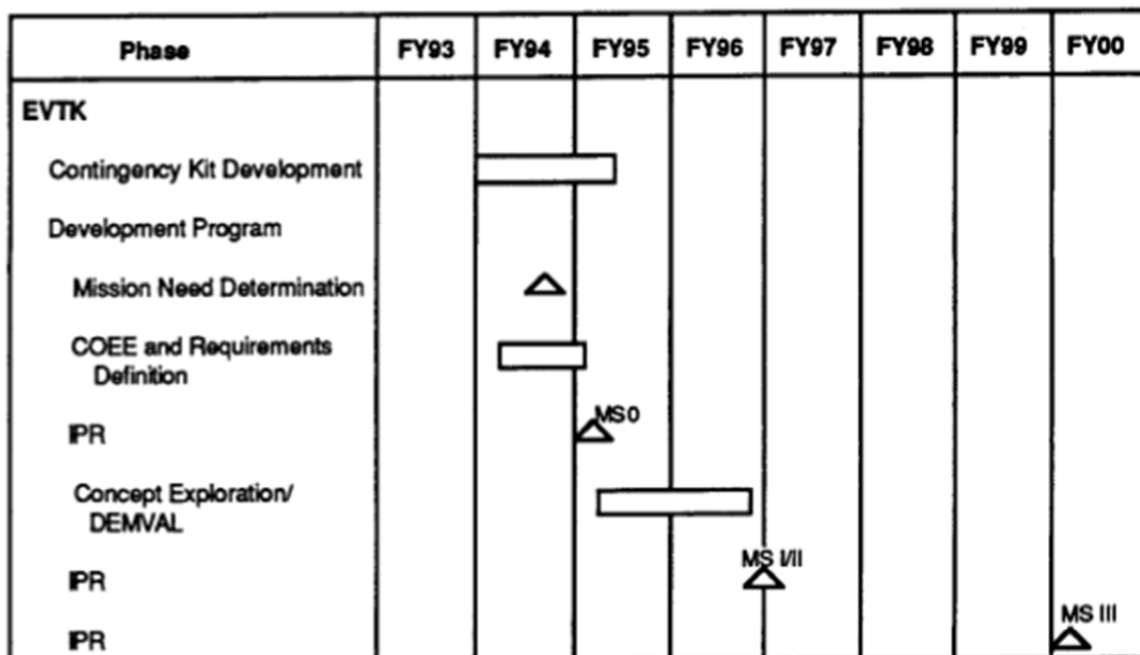 Phase FY93 FY94 FY95 FY96 FY97 FY98 FY99 FY00
EVTK
Contingency Kit Development
Development Program
Mission Need Determination
COEE and Requirements
Definition
MS0
IPR
Concept Exploration/
DEMVAL
MS I/II
IPR
MS III
IPR